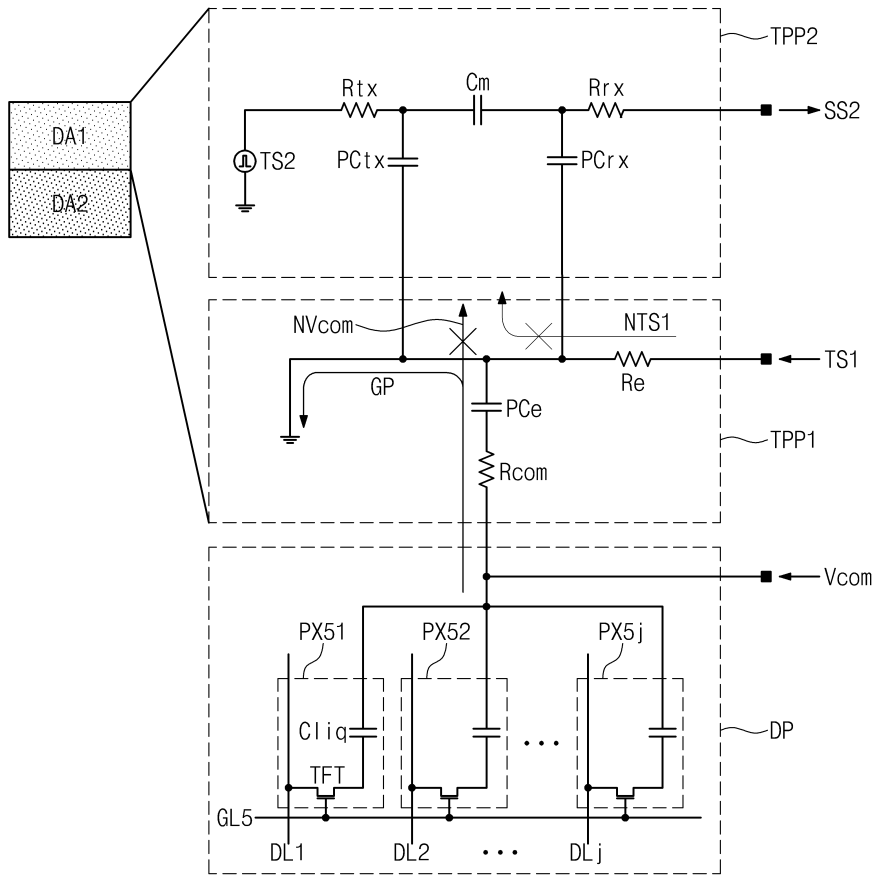 TPP2
DA1
DA2
Rtx
Cm
Rrx
SS2
TS2
PCtx
PCrx
NVcom
NTS1
TS1
GP
Re
PCe
TPP1
Rcom
Vcom
PX51
PX52
PX5j
Cliq
...
DP
TFT
GL5
DL1
DL2
...
DLj